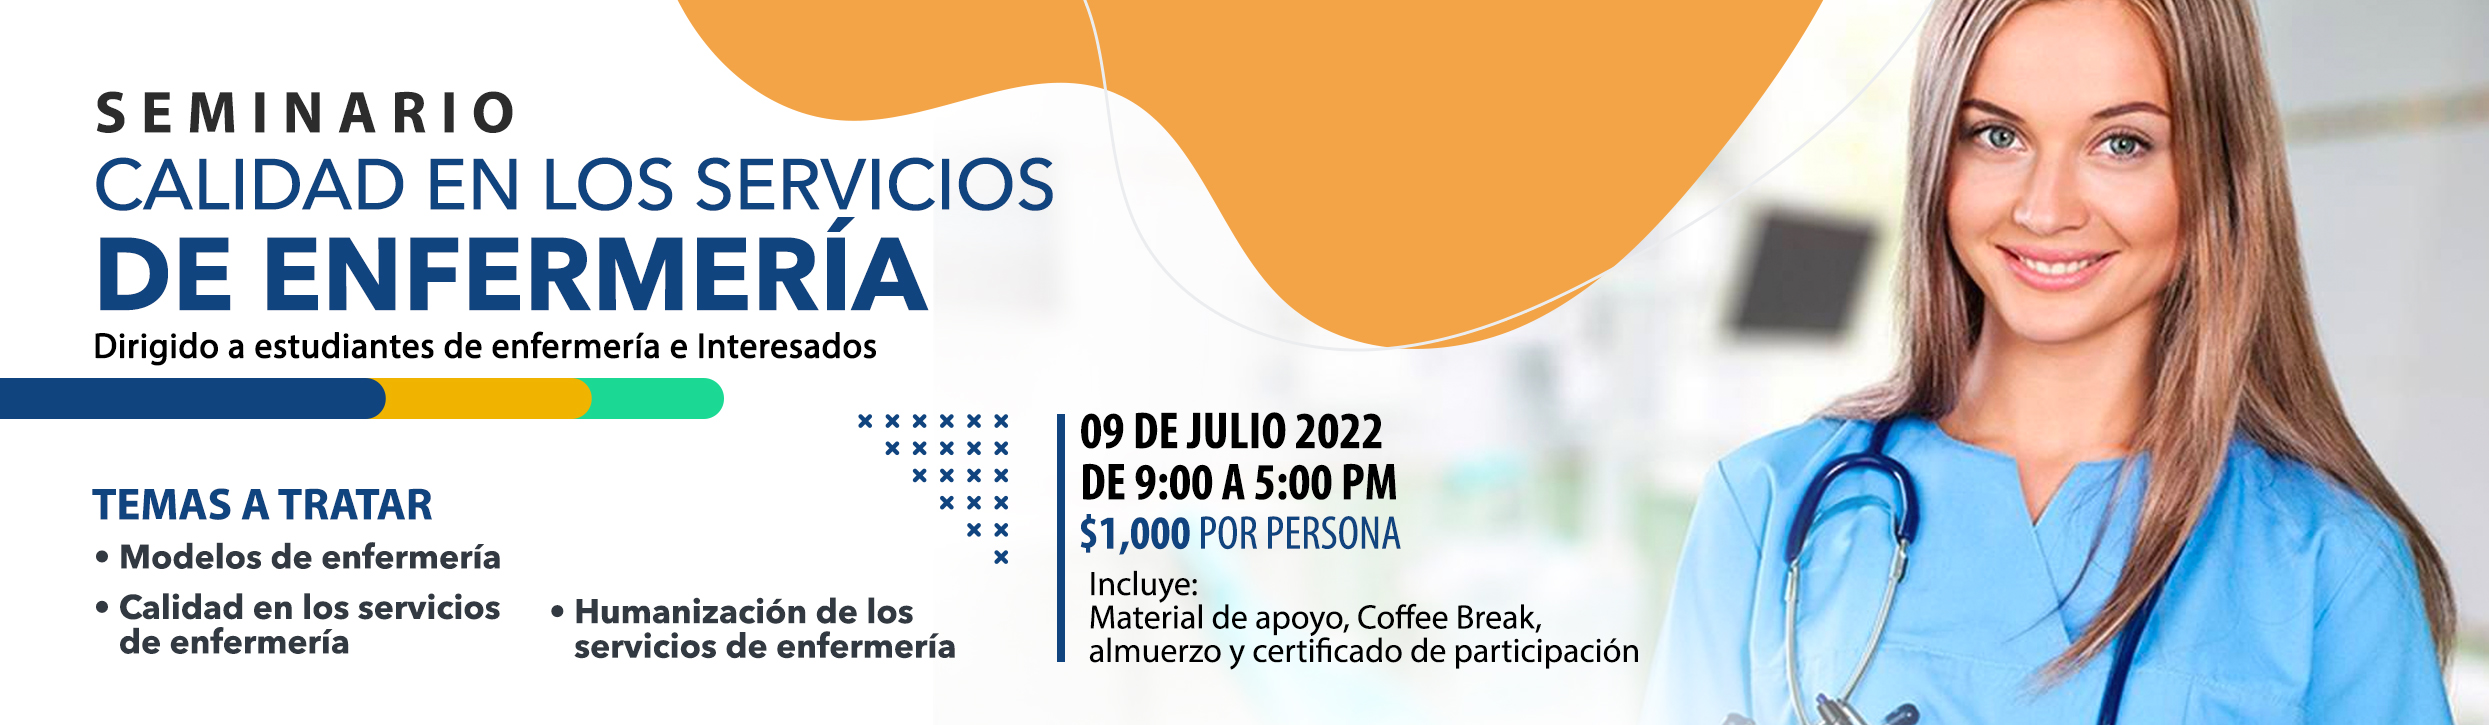 SEMINARIO
CALIDAD EN LOS SERVICIOS
DE ENFERMERÍA
Dirigido a estudiantes de enfermería e Interesados
TEMAS A TRATAR
• Modelos de enfermería
• Calidad en los servicios
de enfermería
• Humanización de los
servicios de enfermería
09 DE JULIO 2022
DE 9:00 A 5:00 PM
$1,000 POR PERSONA
Incluye:
Material de apoyo, Coffee Break,
almuerzo y certificado de participación